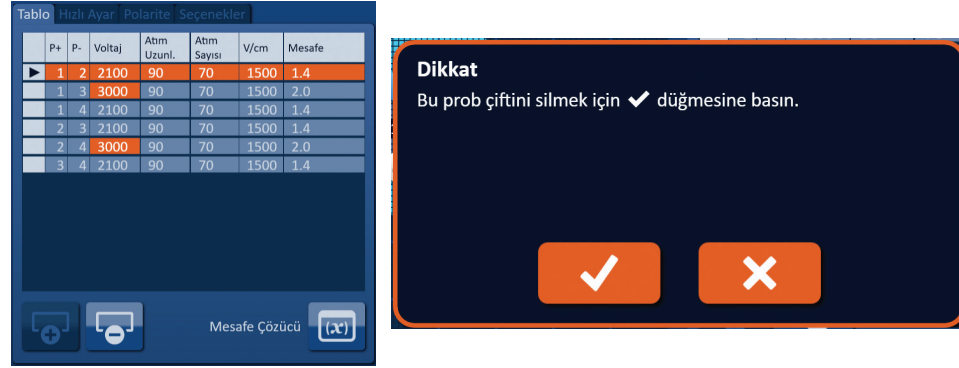 Tablo Hızlı Ayar Polarite Seçenekler
P+ P- Voltaj Atım Uzunl. Atım Sayısı V/cm Mesafe
1 2 2100 90 70 1500 1.4
1 3 3000 90 70 1500 2.0
1 4 2100 90 70 1500 1.4
2 3 2100 90 70 1500 1.4
2 4 3000 90 70 1500 2.0
3 4 2100 90 70 1500 1.4
Mesafe Çözücü (x)
Dikkat
Bu prob çiftini silmek için ✔ düğmesine basın.